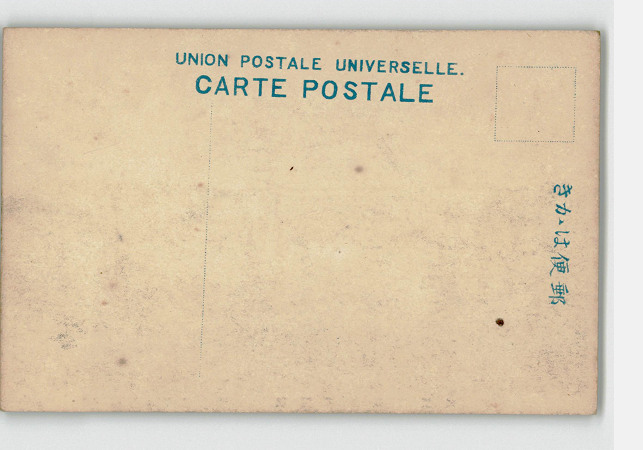 UNION POSTALE UNIVERSELLE.
CARTE POSTALE
郵便はかき